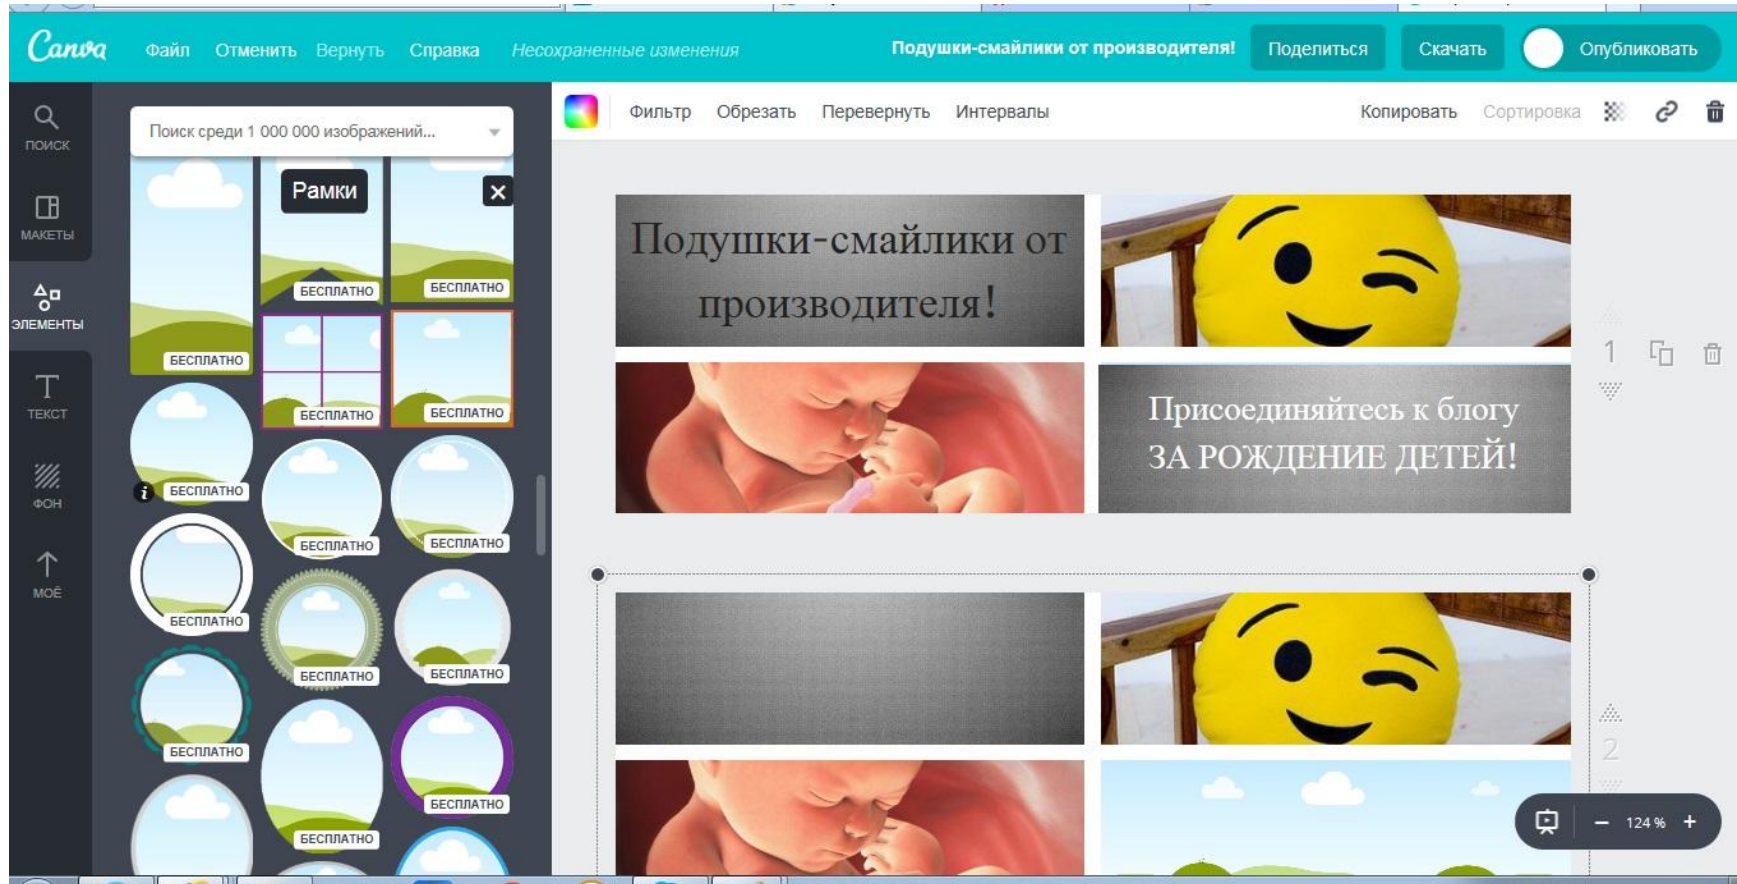 Canva
Файл
Отменить
Вернуть
Справка
Несохраненные изменения
Подушки-смайлики от производителя!
Поделиться
Скачать
Опубликовать
ПОИСК
МАКЕТЫ
ЭЛЕМЕНТЫ
ТЕКСТ
ФОН
МОЁ
Поиск среди 1 000 000 изображений...
Рамки
БЕСПЛАТНО
БЕСПЛАТНО
БЕСПЛАТНО
БЕСПЛАТНО
БЕСПЛАТНО
БЕСПЛАТНО
БЕСПЛАТНО
БЕСПЛАТНО
БЕСПЛАТНО
БЕСПЛАТНО
БЕСПЛАТНО
БЕСПЛАТНО
БЕСПЛАТНО
БЕСПЛАТНО
Фильтр
Обрезать
Перевернуть
Интервалы
Копировать
Сортировка
Подушки-смайлики от
производителя!
Присоединяйтесь к блогу
ЗА РОЖДЕНИЕ ДЕТЕЙ!
1
2
124 %